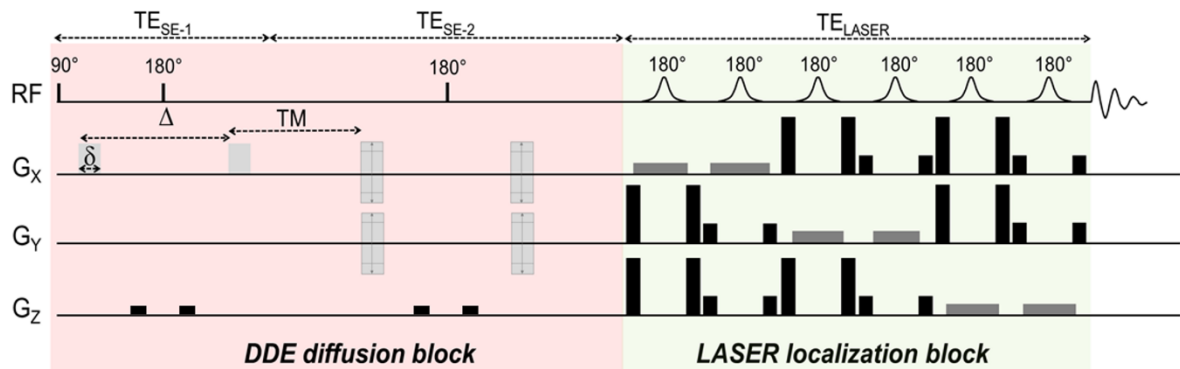 TE_SE-1 TE_SE-2 TE_LASER
90° 180° 180° 180° 180° 180° 180° 180° 180°
RF
Δ TM
δ
G_X
G_Y
G_Z
DDE diffusion block LASER localization block